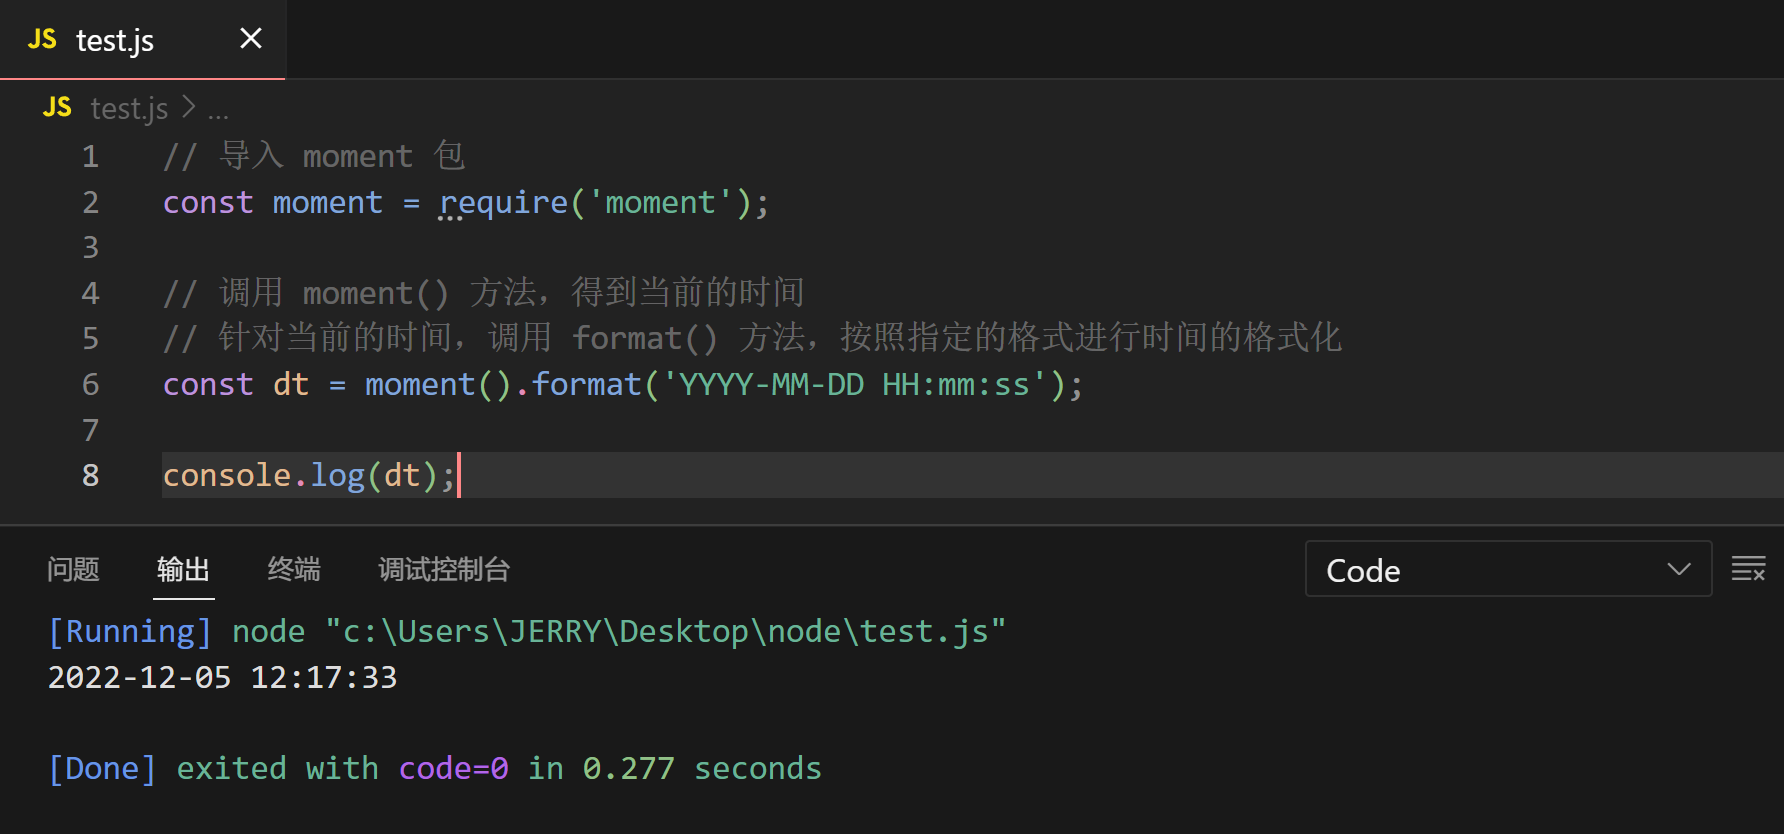 JS test.js
JS test.js > ...
1 // 导入 moment 包
2 const moment = require('moment');
3
4 // 调用 moment() 方法，得到当前的时间
5 // 针对当前的时间，调用 format() 方法，按照指定的格式进行时间的格式化
6 const dt = moment().format('YYYY-MM-DD HH:mm:ss');
7
8 console.log(dt);
问题 输出 终端 调试控制台 Code
[Running] node "c:\Users\JERRY\Desktop\node\test.js"
2022-12-05 12:17:33
[Done] exited with code=0 in 0.277 seconds